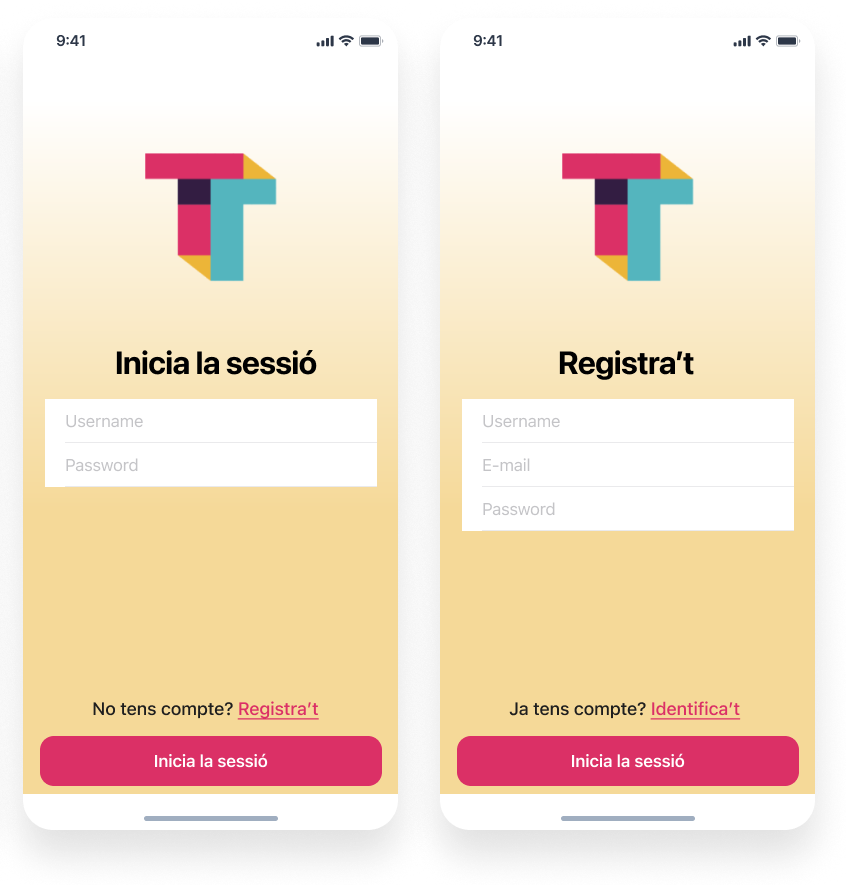 9:41
Inicia la sessió
Username
Password
No tens compte? Registra’t
Inicia la sessió
9:41
Registra’t
Username
E-mail
Password
Ja tens compte? Identifica’t
Inicia la sessió